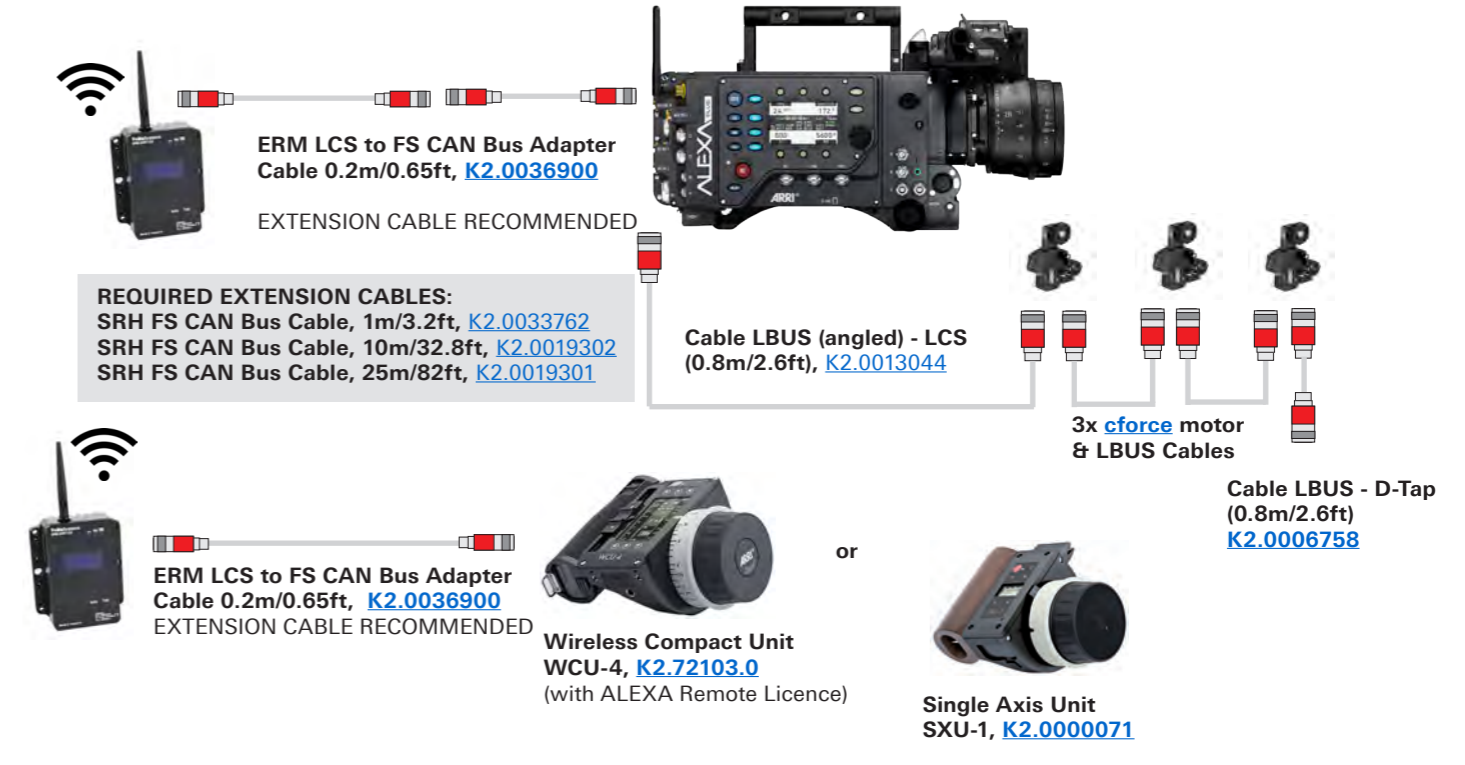 ERM LCS to FS CAN Bus Adapter
Cable 0.2m/0.65ft, K2.0036900
EXTENSION CABLE RECOMMENDED
ALEXA PLUS
ARRI
REQUIRED EXTENSION CABLES:
SRH FS CAN Bus Cable, 1m/3.2ft, K2.0033762
SRH FS CAN Bus Cable, 10m/32.8ft, K2.0019302
SRH FS CAN Bus Cable, 25m/82ft, K2.0019301
Cable LBUS (angled) - LCS
(0.8m/2.6ft), K2.0013044
3x cforce motor
& LBUS Cables
Cable LBUS - D-Tap
(0.8m/2.6ft)
K2.0006758
ERM LCS to FS CAN Bus Adapter
Cable 0.2m/0.65ft, K2.0036900
EXTENSION CABLE RECOMMENDED
WCU-4
ARRI
or
Wireless Compact Unit
WCU-4, K2.72103.0
(with ALEXA Remote Licence)
Single Axis Unit
SXU-1, K2.0000071